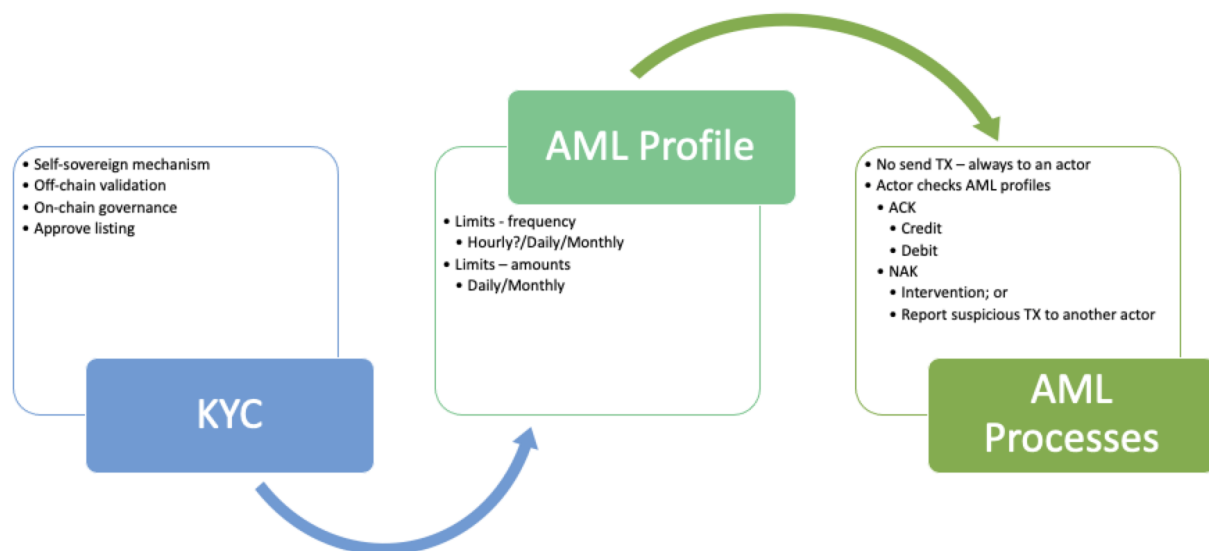 • Self-sovereign mechanism
• Off-chain validation
• On-chain governance
• Approve listing
KYC
AML Profile
• Limits - frequency
• Hourly?/Daily/Monthly
• Limits – amounts
• Daily/Monthly
• No send TX – always to an actor
• Actor checks AML profiles
• ACK
• Credit
• Debit
• NAK
• Intervention; or
• Report suspicious TX to another actor
AML
Processes